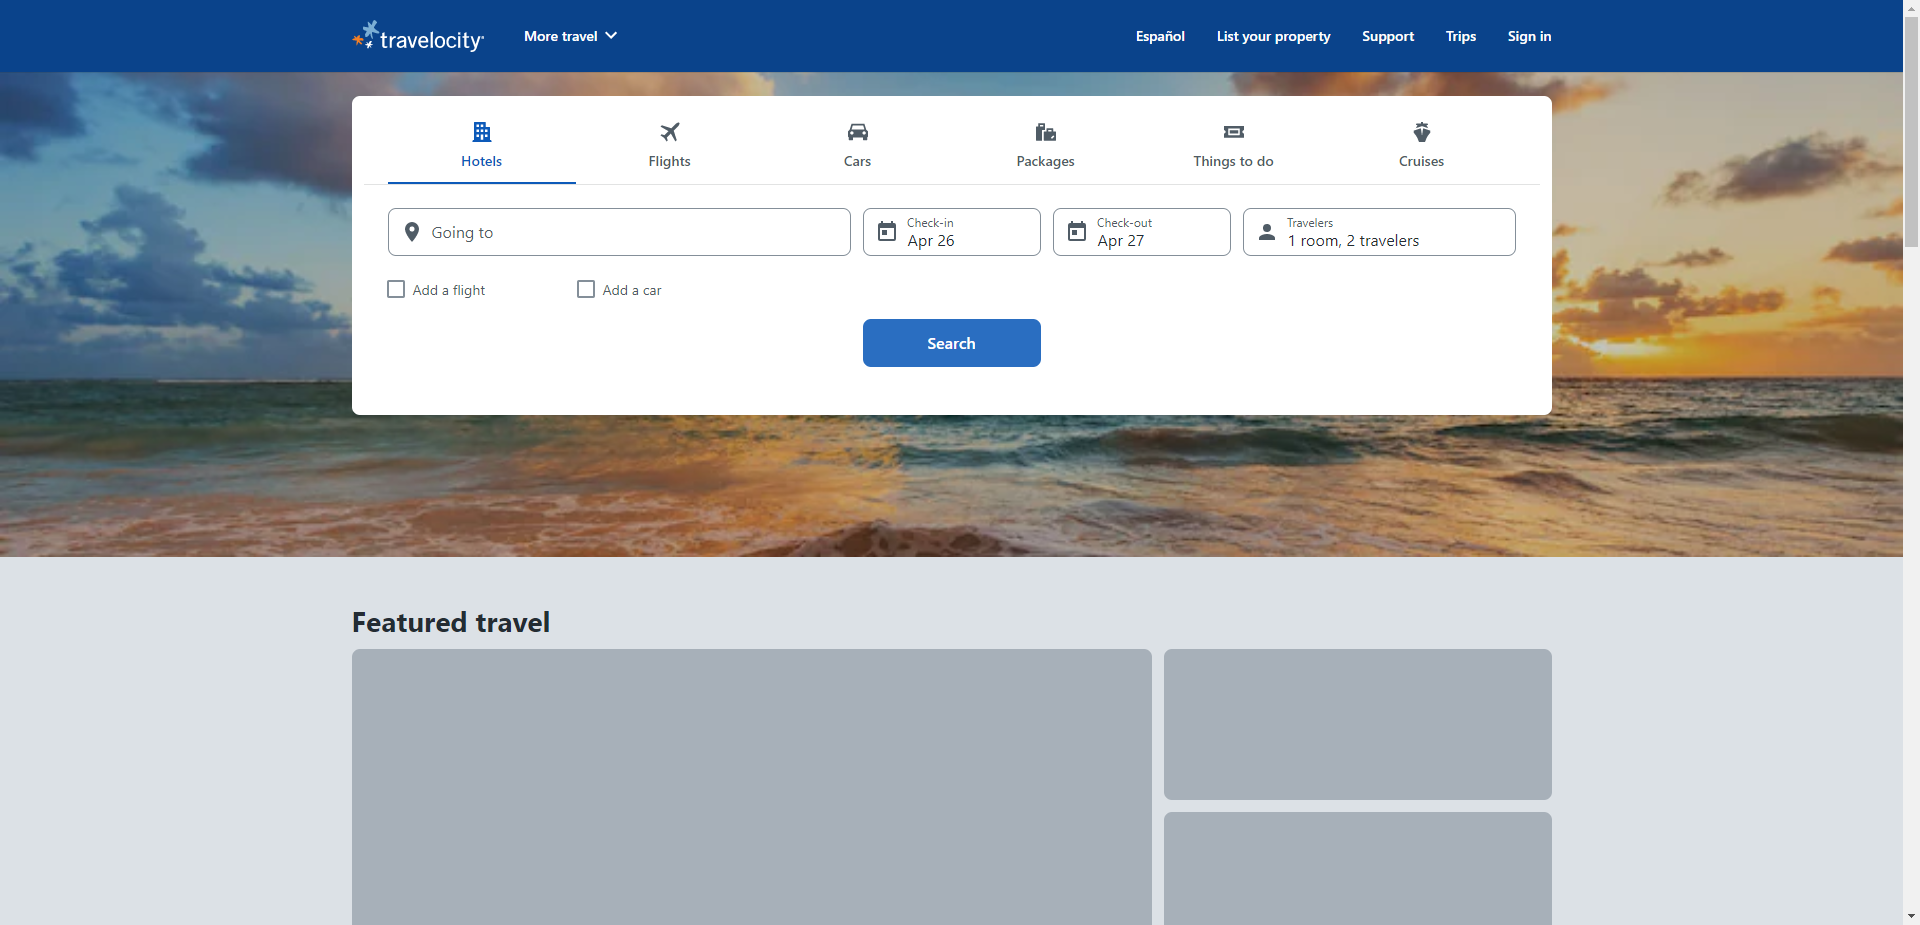 travelocity
More travel
Español
List your property
Support
Trips
Sign in
Hotels
Flights
Cars
Packages
Things to do
Cruises
Going to
Check-in
Apr 26
Check-out
Apr 27
Travelers
1 room, 2 travelers
Add a flight
Add a car
Search
Featured travel